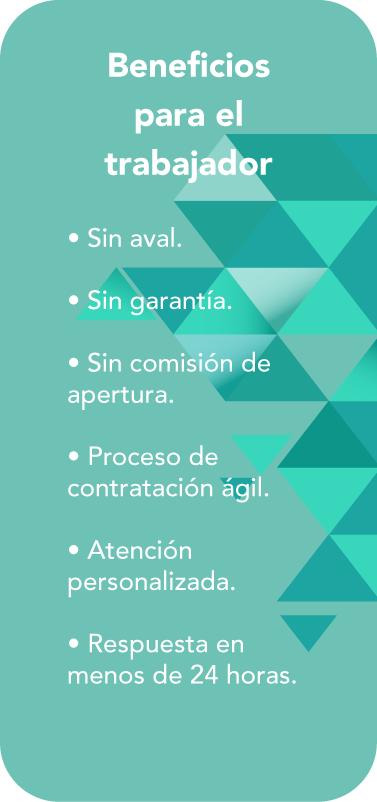 Beneficios
para el
trabajador
• Sin aval.
• Sin garantía.
• Sin comisión de
apertura.
• Proceso de
contratación ágil.
• Atención
personalizada.
• Respuesta en
menos de 24 horas.